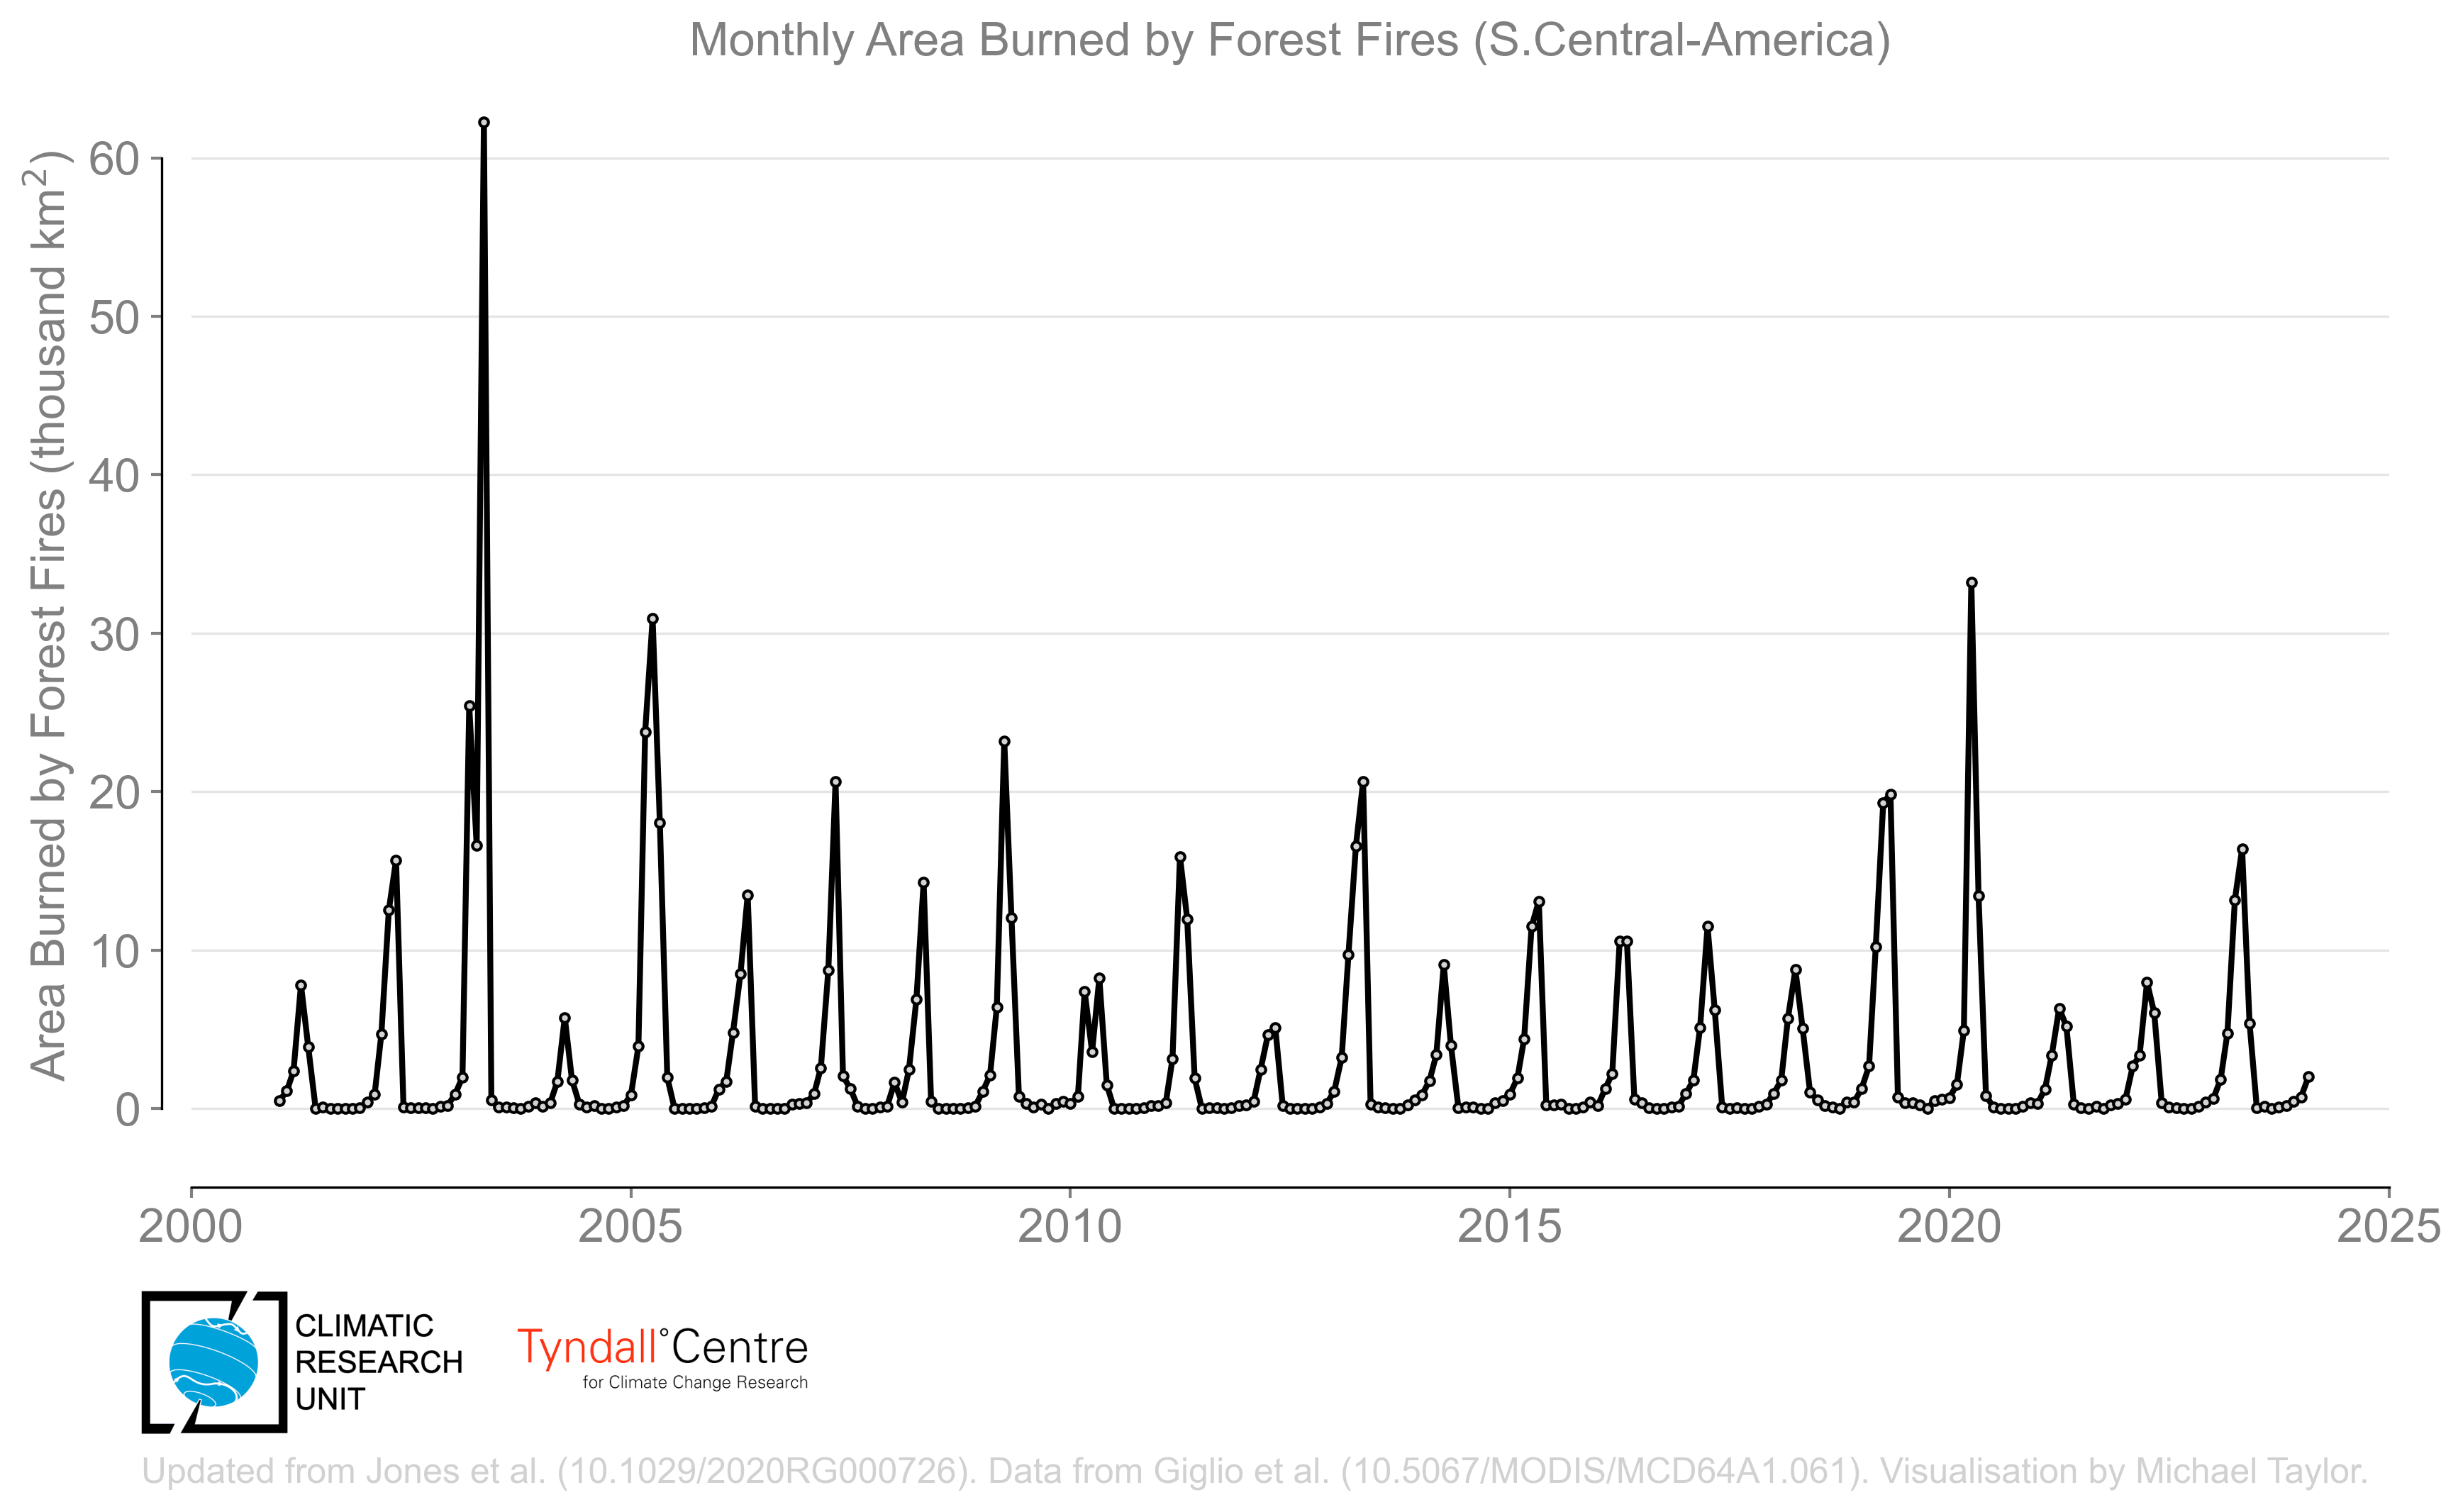 Monthly Area Burned by Forest Fires (S.Central-America)
Area Burned by Forest Fires (thousand km²)
60
50
40
30
20
10
0
2000 2005 2010 2015 2020 2025
CLIMATIC
RESEARCH
UNIT
Tyndall°Centre
for Climate Change Research
Updated from Jones et al. (10.1029/2020RG000726). Data from Giglio et al. (10.5067/MODIS/MCD64A1.061). Visualisation by Michael Taylor.